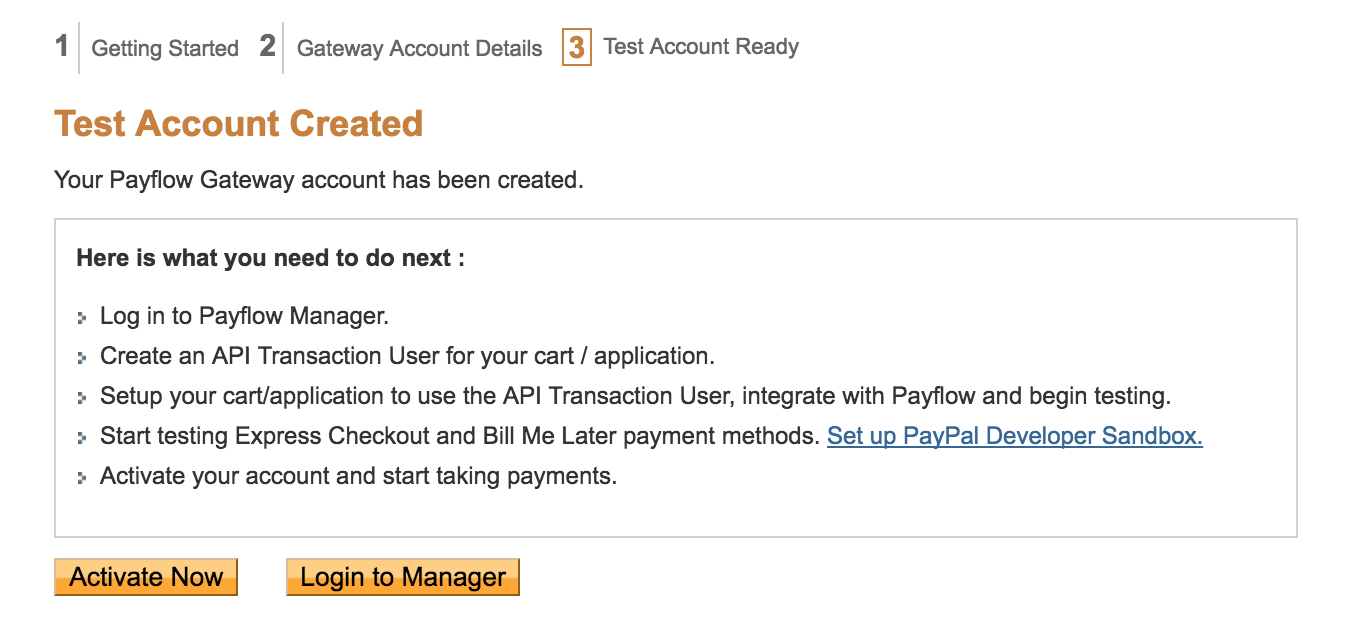 1 Getting Started 2 Gateway Account Details 3 Test Account Ready
Test Account Created
Your Payflow Gateway account has been created.
Here is what you need to do next :
Log in to Payflow Manager.
Create an API Transaction User for your cart / application.
Setup your cart/application to use the API Transaction User, integrate with Payflow and begin testing.
Start testing Express Checkout and Bill Me Later payment methods. Set up PayPal Developer Sandbox.
Activate your account and start taking payments.
Activate Now Login to Manager